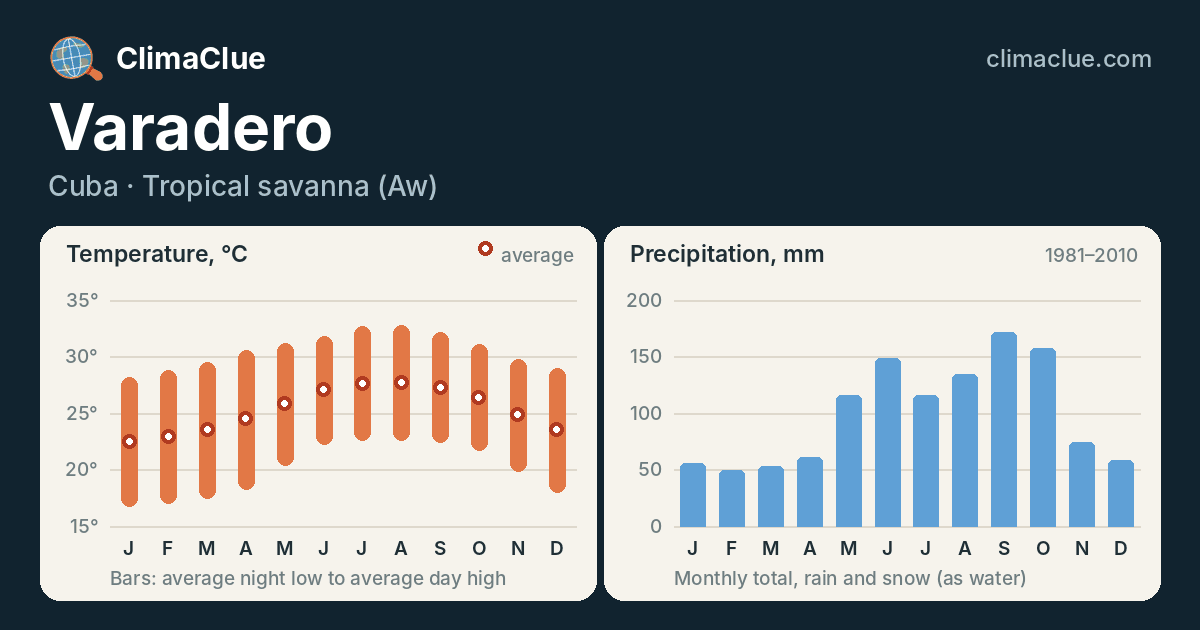 ClimaClue
climaclue.com
Varadero
Cuba · Tropical savanna (Aw)
Temperature, °C
average
35°
30°
25°
20°
15°
J F M A M J J A S O N D
Bars: average night low to average day high
Precipitation, mm
1981–2010
200
150
100
50
0
J F M A M J J A S O N D
Monthly total, rain and snow (as water)